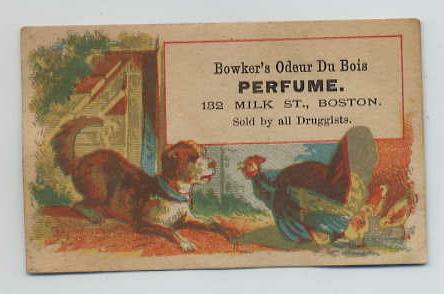 Bowker's Odeur Du Bois
PERFUME.
132 MILK ST., BOSTON.
Sold by all Druggists.